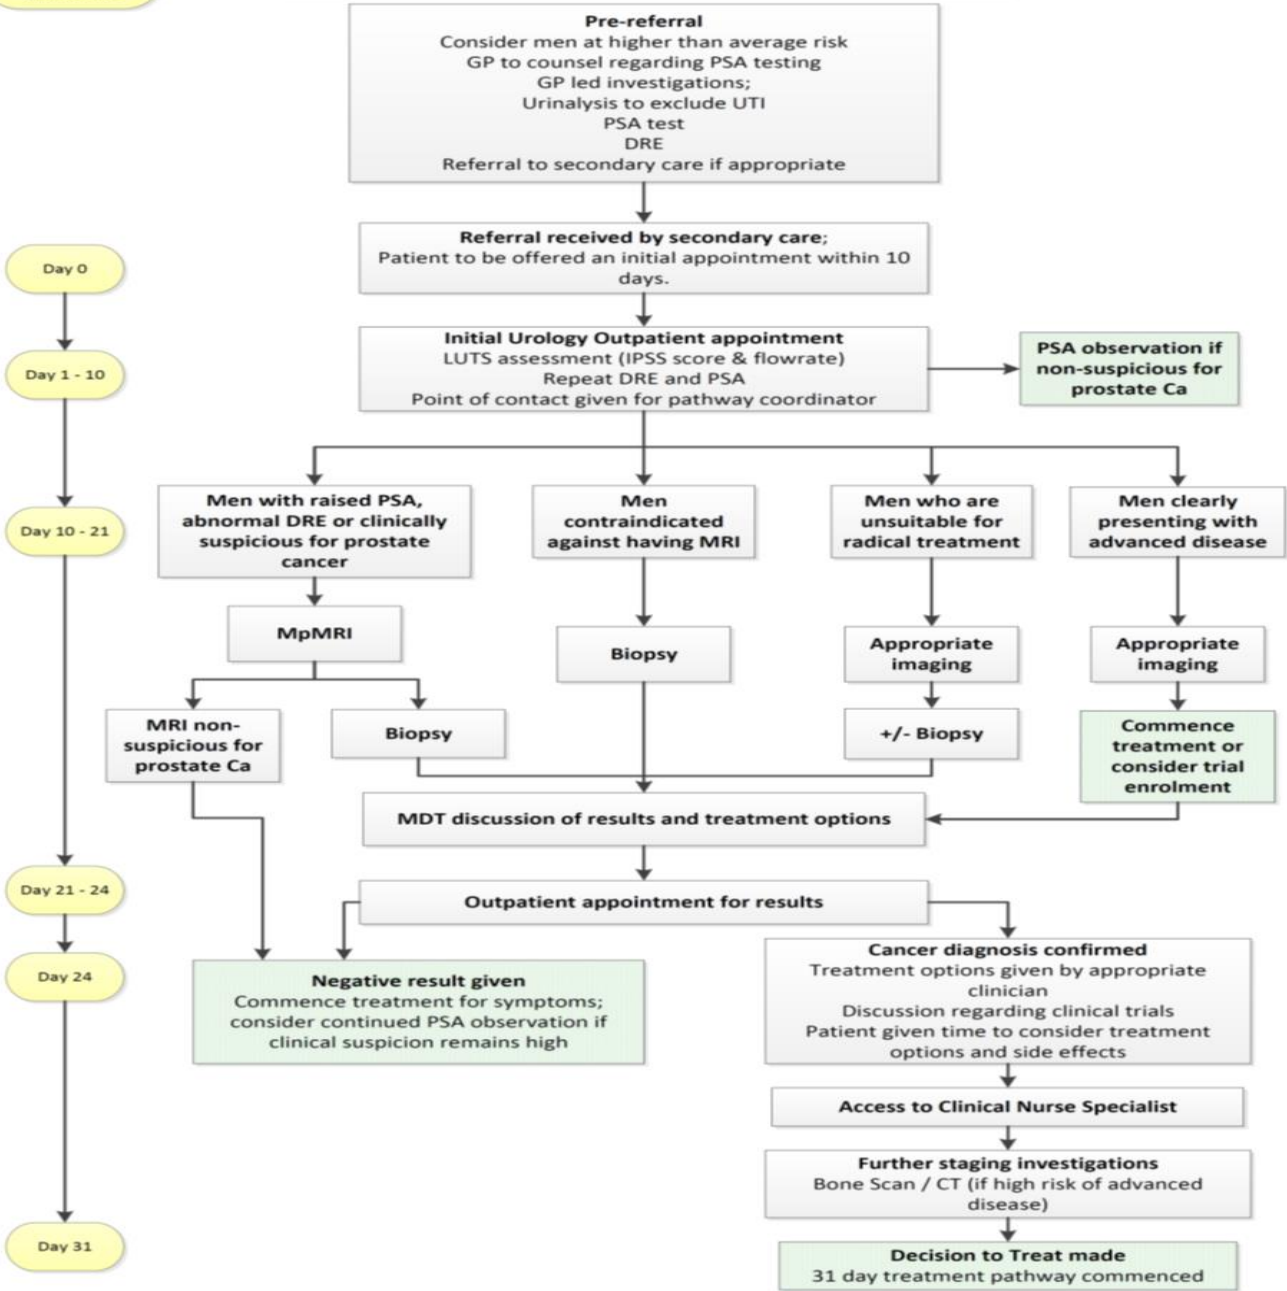 Pre-referral
Consider men at higher than average risk
GP to counsel regarding PSA testing
GP led investigations;
Urinalysis to exclude UTI
PSA test
DRE
Referral to secondary care if appropriate
Day 0
Referral received by secondary care;
Patient to be offered an initial appointment within 10
days.
Day 1 - 10
Initial Urology Outpatient appointment
LUTS assessment (IPSS score & flowrate)
Repeat DRE and PSA
Point of contact given for pathway coordinator
PSA observation if
non-suspicious for
prostate Ca
Day 10 - 21
Men with raised PSA,
abnormal DRE or clinically
suspicious for prostate
cancer
Men
contraindicated
against having MRI
Men who are
unsuitable for
radical treatment
Men clearly
presenting with
advanced disease
MpMRI
Biopsy
Appropriate
imaging
Appropriate
imaging
MRI non-
suspicious for
prostate Ca
Biopsy
+/- Biopsy
Commence
treatment or
consider trial
enrolment
MDT discussion of results and treatment options
Day 21 - 24
Outpatient appointment for results
Day 24
Negative result given
Commence treatment for symptoms;
consider continued PSA observation if
clinical suspicion remains high
Cancer diagnosis confirmed
Treatment options given by appropriate
clinician
Discussion regarding clinical trials
Patient given time to consider treatment
options and side effects
Access to Clinical Nurse Specialist
Further staging investigations
Bone Scan / CT (if high risk of advanced
disease)
Day 31
Decision to Treat made
31 day treatment pathway commenced